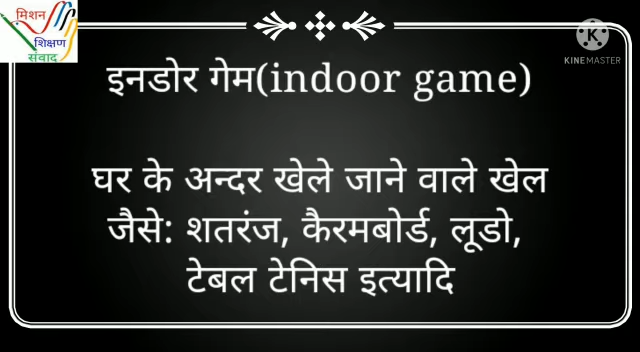 मिशन
शिक्षण
संवाद
KINEMASTER
इनडोर गेम(indoor game)
घर के अन्दर खेले जाने वाले खेल
जैसे: शतरंज, कैरमबोर्ड, लूडो,
टेबल टेनिस इत्यादि